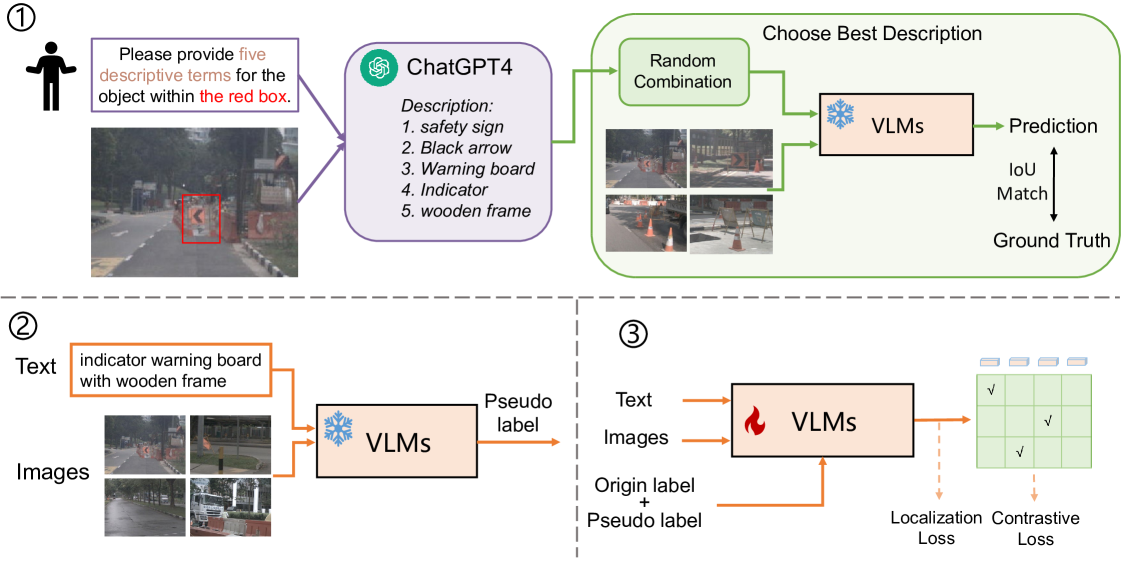 ①
Please provide five
descriptive terms for the
object within the red box.
ChatGPT4
Description:
1. safety sign
2. Black arrow
3. Warning board
4. Indicator
5. wooden frame
Choose Best Description
Random
Combination
VLMs
Prediction
IoU
Match
Ground Truth
②
Text
indicator warning board
with wooden frame
Images
VLMs
Pseudo
label
③
Text
Images
Origin label
+
Pseudo label
VLMs
√
√
√
Localization
Loss
Contrastive
Loss